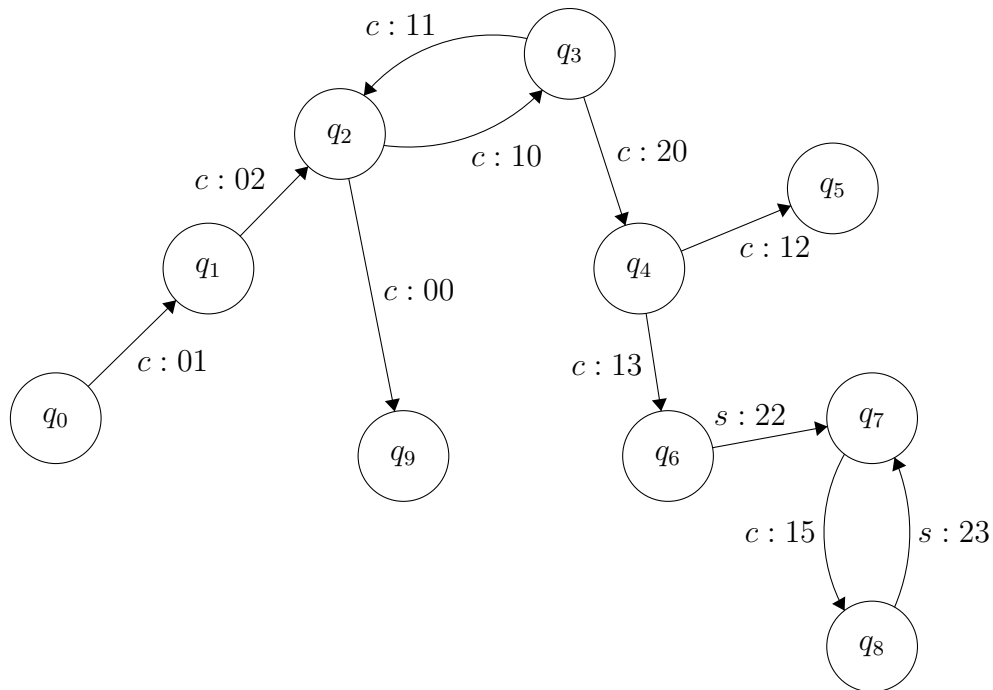 c : 11
q3
q2
c : 10
c : 20
c : 02
q5
q1
q4
c : 12
c : 00
c : 01
c : 13
q0
s : 22
q7
q9
q6
c : 15
s : 23
q8